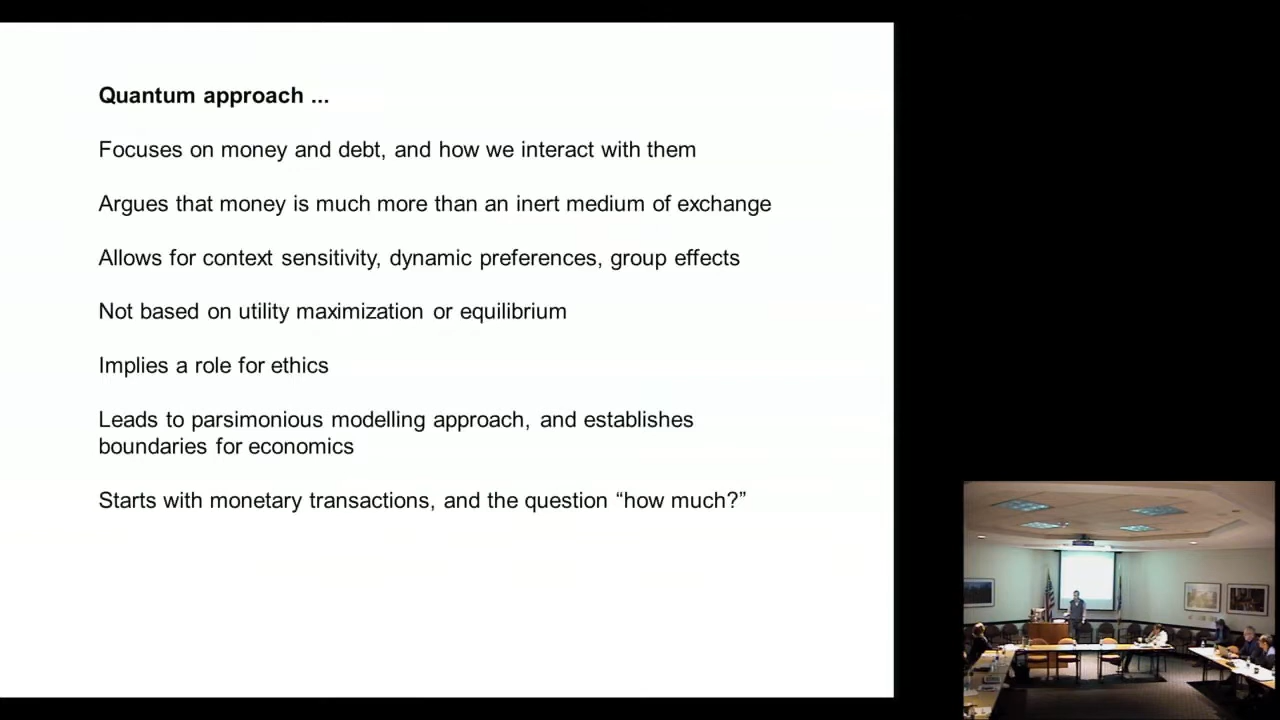 Quantum approach ...
Focuses on money and debt, and how we interact with them
Argues that money is much more than an inert medium of exchange
Allows for context sensitivity, dynamic preferences, group effects
Not based on utility maximization or equilibrium
Implies a role for ethics
Leads to parsimonious modelling approach, and establishes
boundaries for economics
Starts with monetary transactions, and the question “how much?”